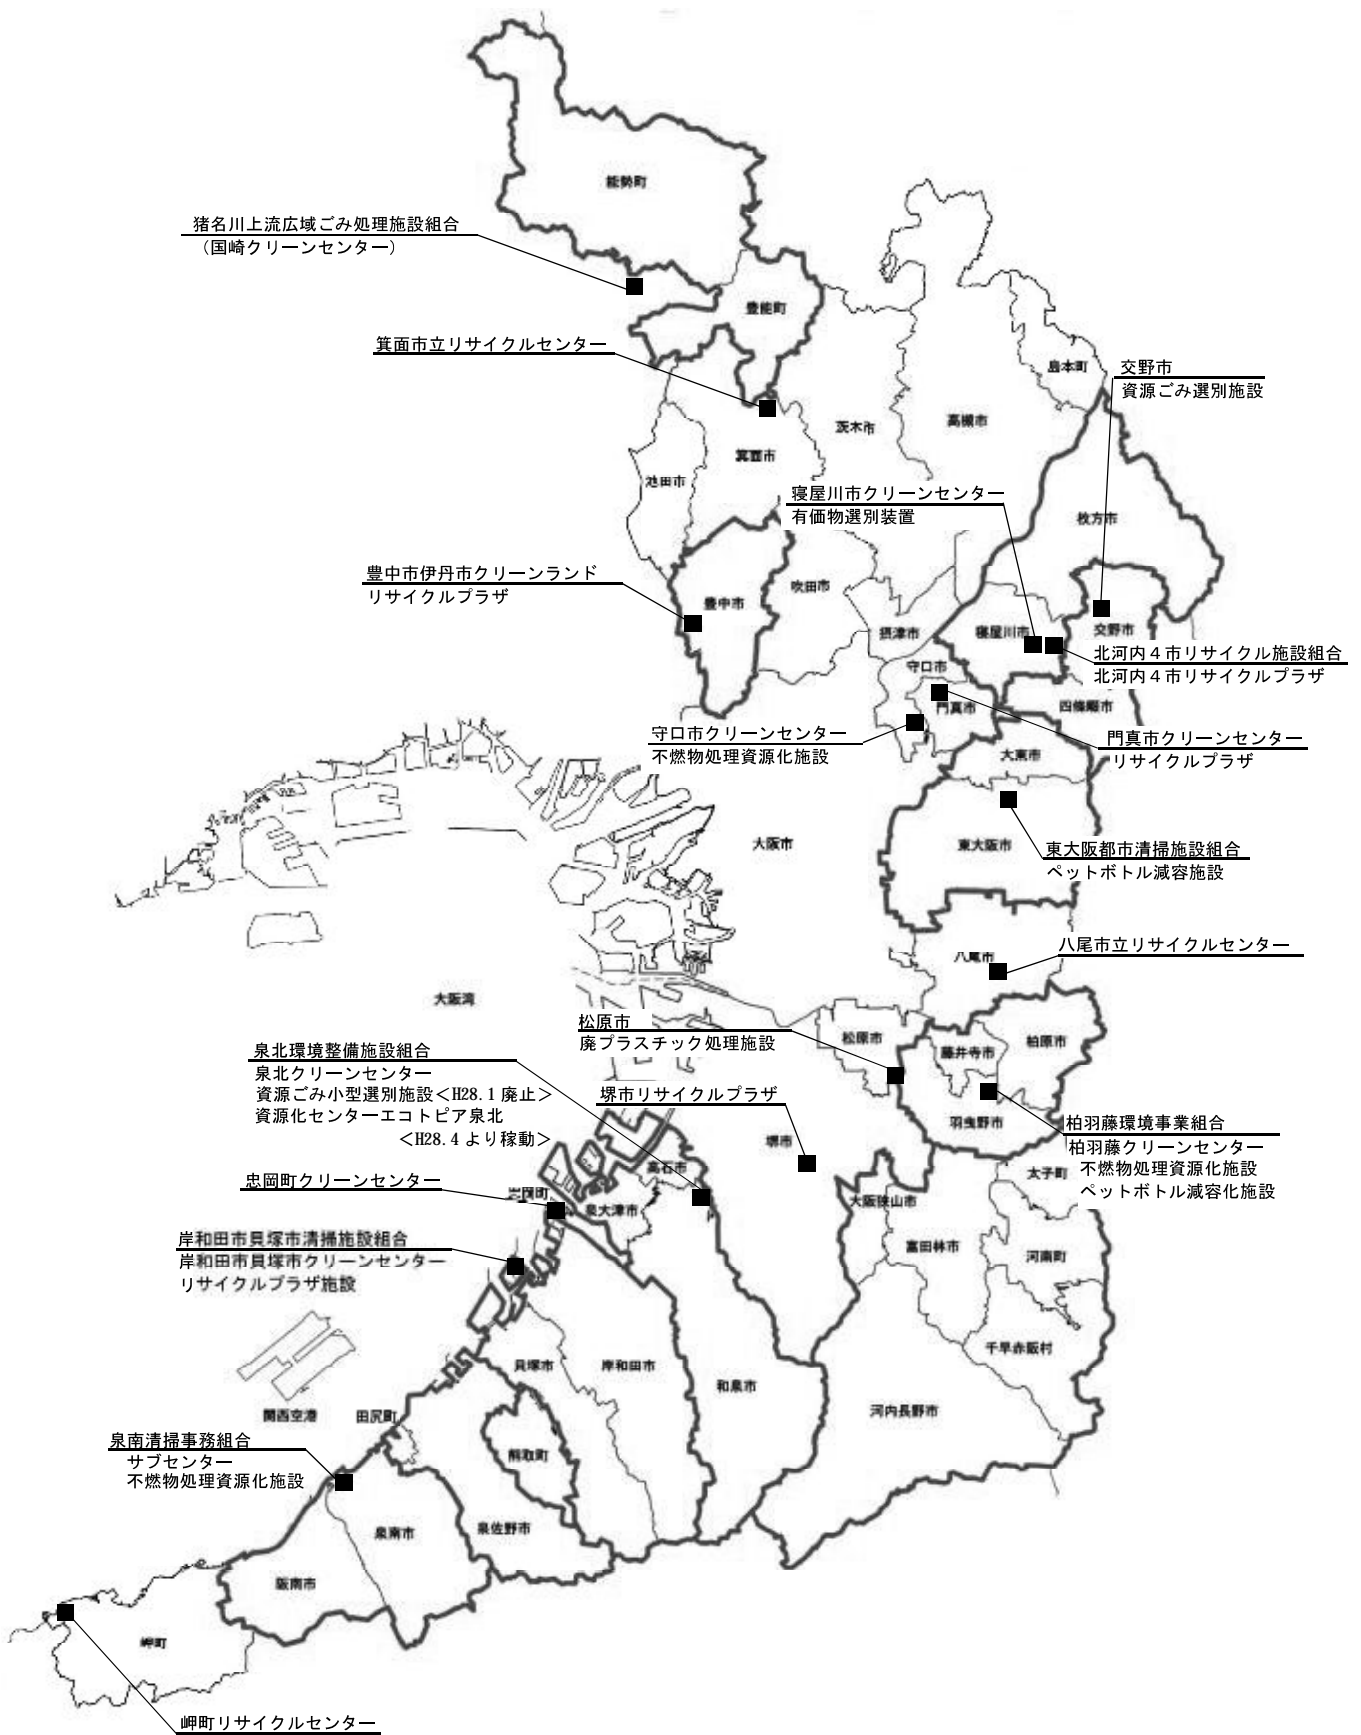 能勢町
猪名川上流広域ごみ処理施設組合
（国崎クリーンセンター）
豊能町
箕面市立リサイクルセンター
島本町
交野市
資源ごみ選別施設
高槻市
茨木市
箕面市
池田市
寝屋川市クリーンセンター
有価物選別装置
枚方市
豊中市伊丹市クリーンランド
リサイクルプラザ
吹田市
豊中市
摂津市
寝屋川市
交野市
北河内４市リサイクル施設組合
北河内４市リサイクルプラザ
守口市
門真市
四條畷市
守口市クリーンセンター
不燃物処理資源化施設
門真市クリーンセンター
リサイクルプラザ
大東市
大阪市
東大阪市
東大阪都市清掃施設組合
ペットボトル減容施設
八尾市
八尾市立リサイクルセンター
大阪湾
松原市
廃プラスチック処理施設
松原市
藤井寺市
柏原市
泉北環境整備施設組合
泉北クリーンセンター
資源ごみ小型選別施設＜H28.1 廃止＞
資源化センターエコトピア泉北
＜H28.4 より稼動＞
堺市リサイクルプラザ
羽曳野市
柏羽藤環境事業組合
柏羽藤クリーンセンター
不燃物処理資源化施設
ペットボトル減容化施設
堺市
高石市
太子町
忠岡町クリーンセンター
忠岡町
泉大津市
大阪狭山市
富田林市
河南町
岸和田市貝塚市清掃施設組合
岸和田市貝塚市クリーンセンター
リサイクルプラザ施設
千早赤阪村
貝塚市
岸和田市
和泉市
河内長野市
関西空港
田尻町
泉南清掃事務組合
サブセンター
不燃物処理資源化施設
熊取町
泉南市
泉佐野市
阪南市
岬町
岬町リサイクルセンター